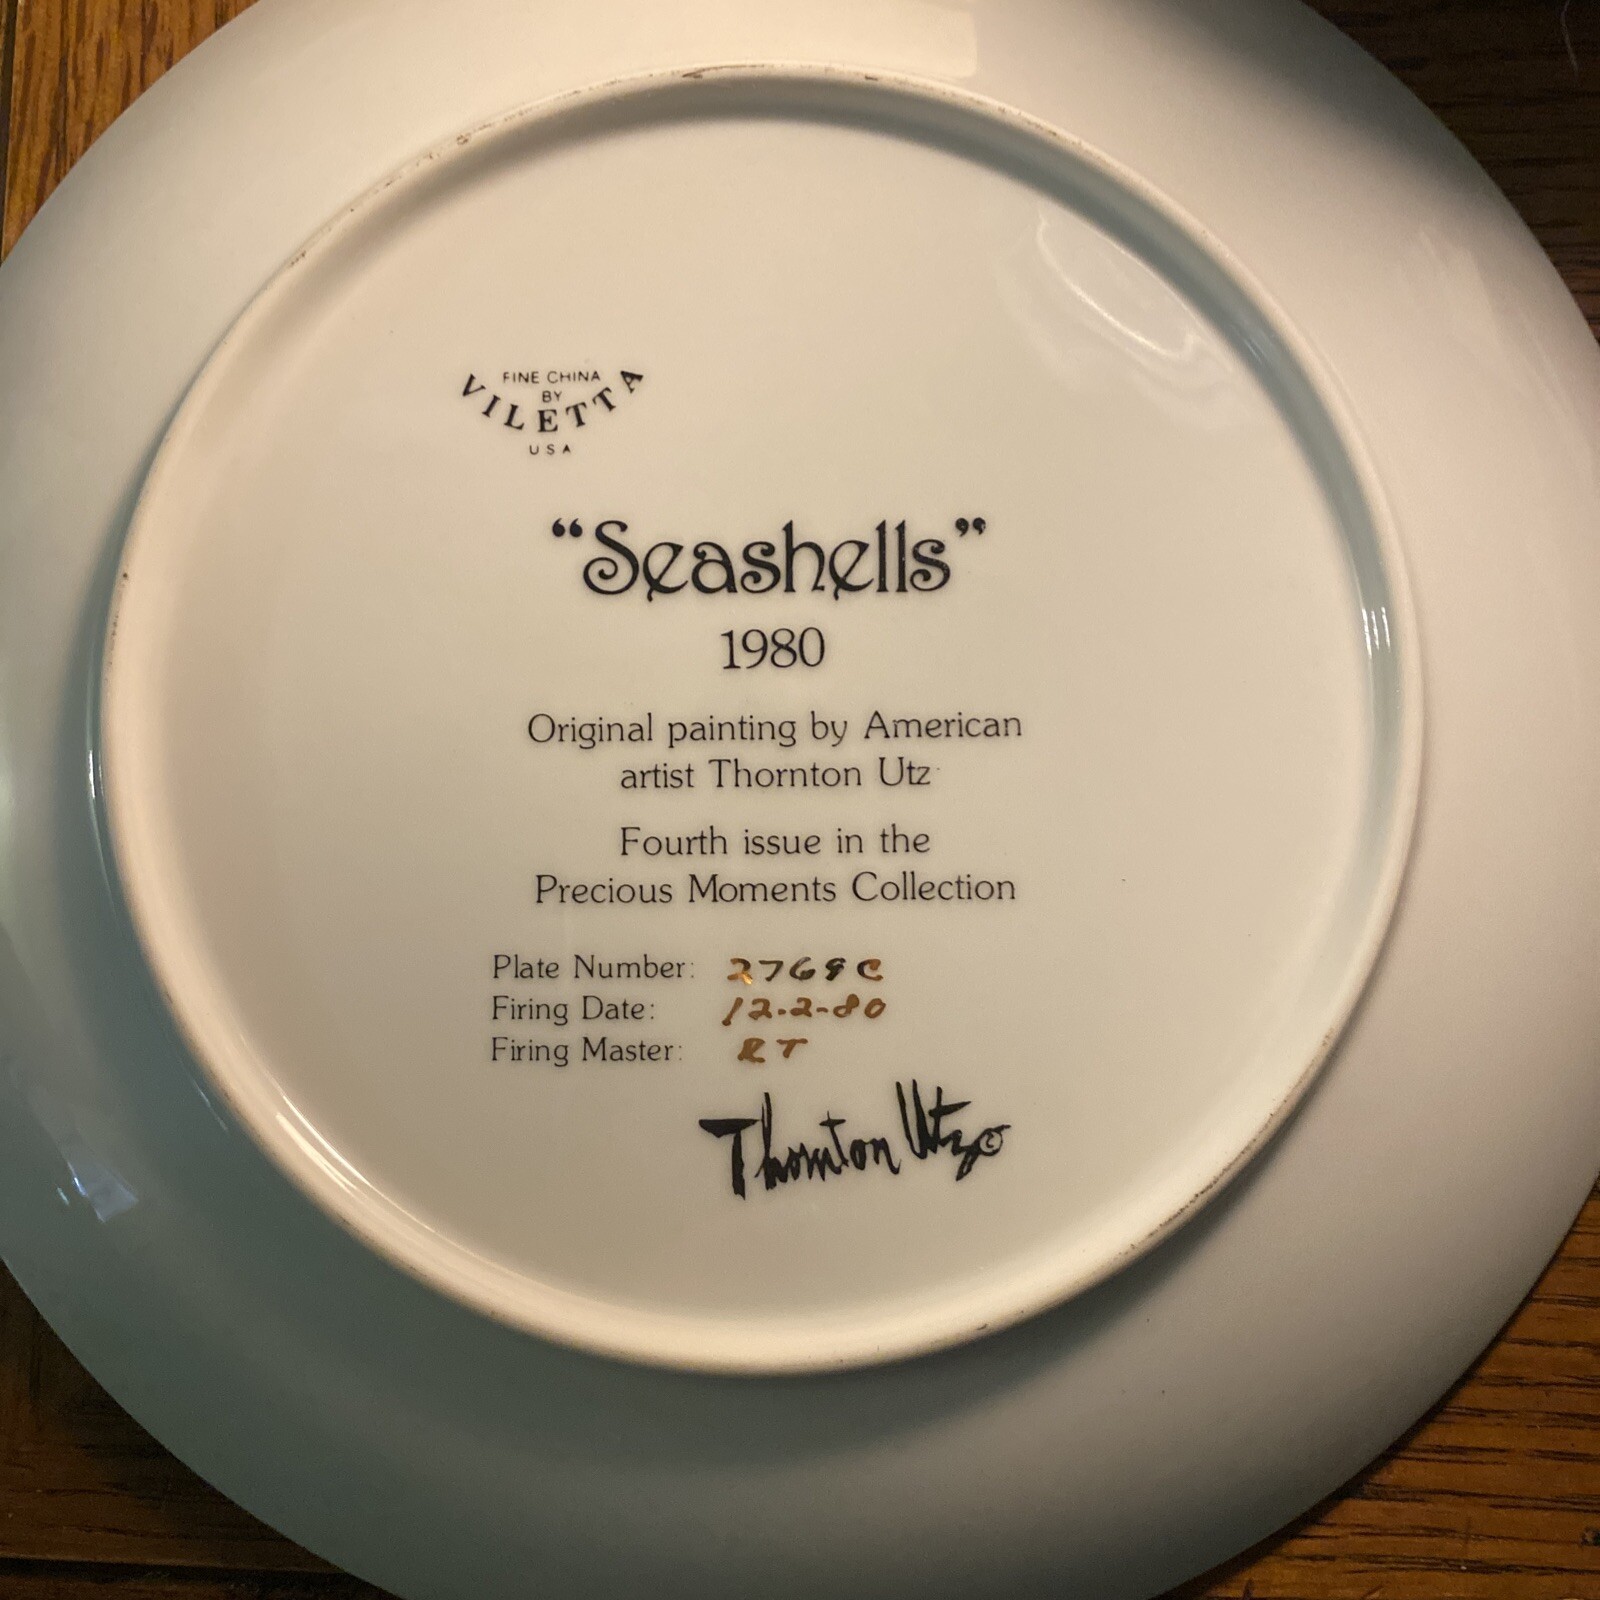 FINE CHINA
BY
VILETTA
USA
“Seashells”
1980
Original painting by American
artist Thornton Utz
Fourth issue in the
Precious Moments Collection
Plate Number: 2769C
Firing Date: 12-2-80
Firing Master: RT
Thornton Utz ©